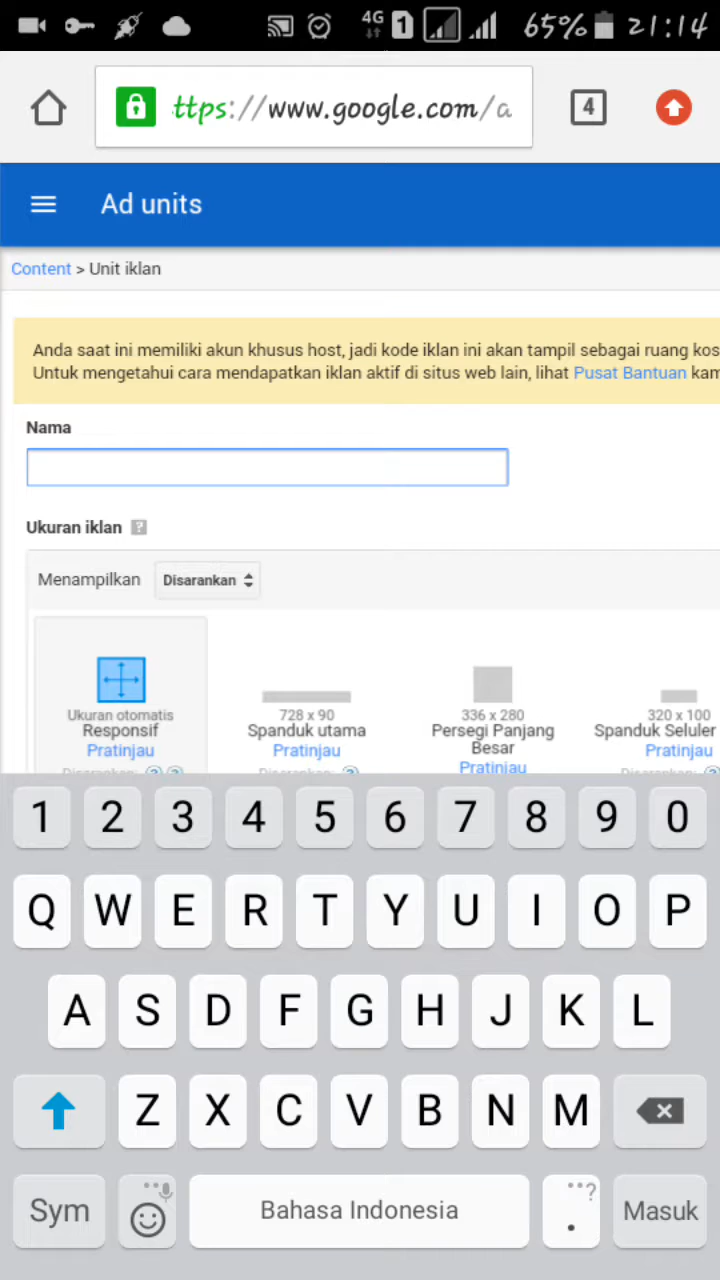 4G 1 65% 21:14
ttps://www.google.com/a 4
Ad units
Content > Unit iklan
Anda saat ini memiliki akun khusus host, jadi kode iklan ini akan tampil sebagai ruang kos
Untuk mengetahui cara mendapatkan iklan aktif di situs web lain, lihat Pusat Bantuan kam
Nama
Ukuran iklan ?
Menampilkan Disarankan
Ukuran otomatis
Responsif
Pratinjau
Disarankan:
728 x 90
Spanduk utama
Pratinjau
Disarankan:
336 x 280
Persegi Panjang
Besar
Pratinjau
320 x 100
Spanduk Seluler
Pratinjau
Disarankan:
1 2 3 4 5 6 7 8 9 0
Q W E R T Y U I O P
A S D F G H J K L
Z X C V B N M
Sym Bahasa Indonesia . ? Masuk